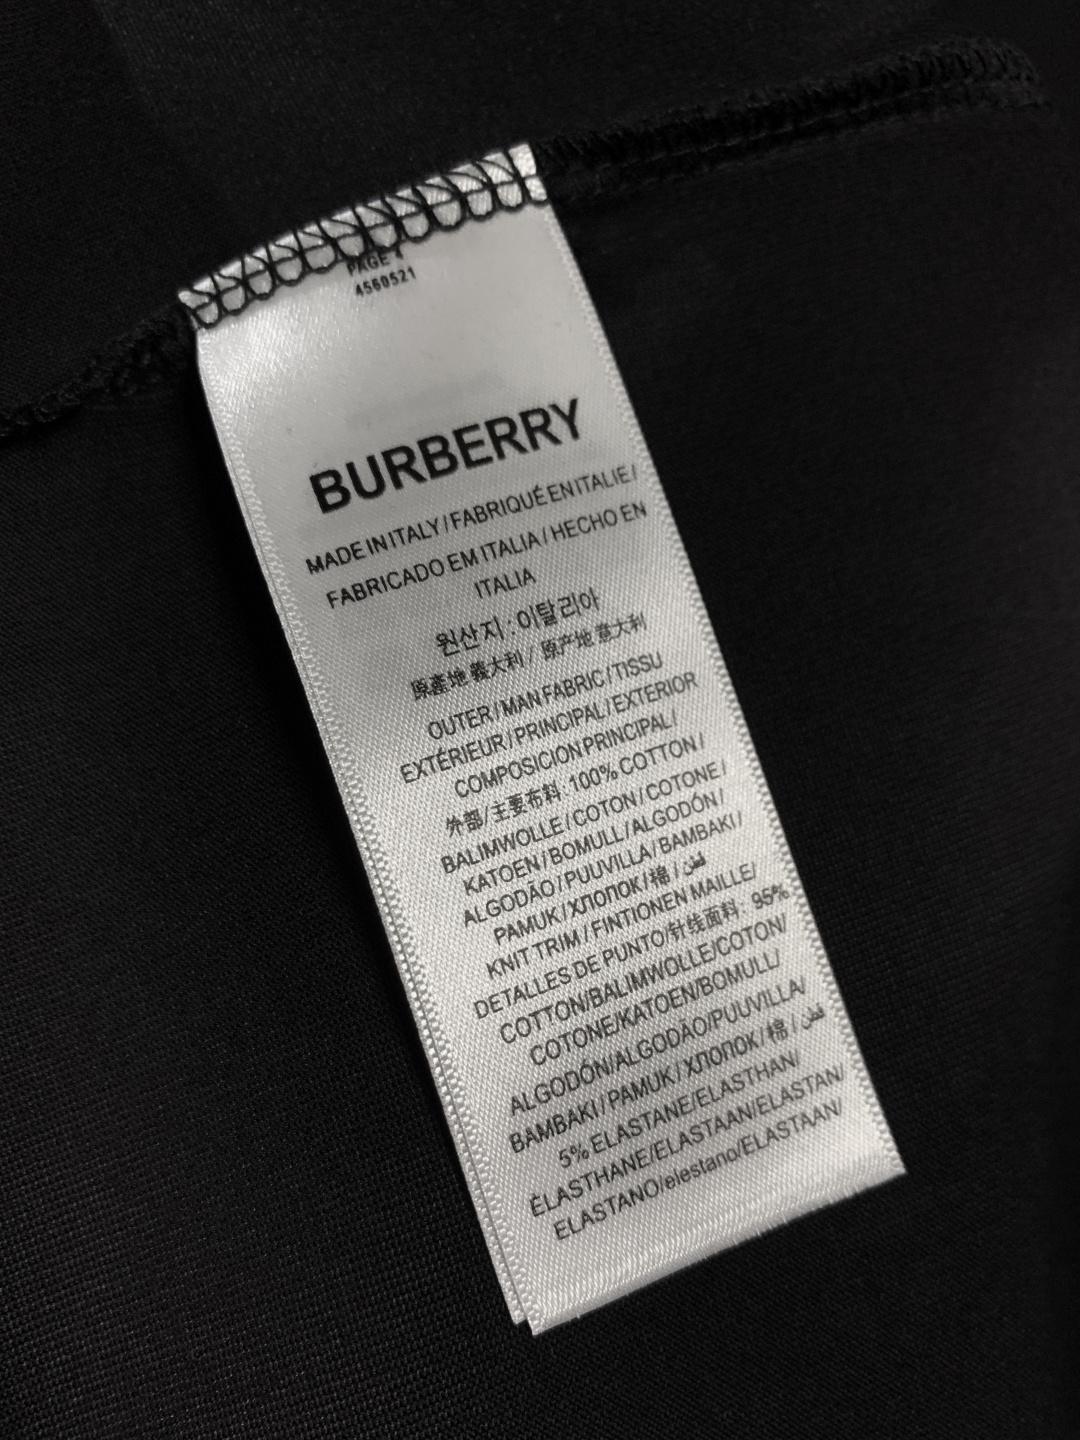 PAGE 4
4560521
BURBERRY
MADE IN ITALY / FABRIQUÉ EN ITALIE /
FABRICADO EM ITALIA / HECHO EN
ITALIA
원산지 : 이탈리아
原產地 義大利 / 原产地 意大利
OUTER / MAN FABRIC / TISSU
EXTÉRIEUR / PRINCIPAL / EXTERIOR
COMPOSICION PRINCIPAL /
外部 / 主要布料: 100% COTTON /
BALIMWOLLE / COTON / COTONE /
KATOEN / BOMULL / ALGODÓN /
ALGODÃO / PUUVILLA / BAMBAKI /
PAMUK / ХЛОПОК / 棉 / قطن
KNIT TRIM / FINTIONEN MAILLE /
DETALLES DE PUNTO/针线面料: 95%
COTTON/BALIMWOLLE/COTON/
COTONE/KATOEN/BOMULL/
ALGODÓN/ALGODÃO/PUUVILLA/
BAMBAKI / PAMUK / ХЛОПОК / 棉 / قطن
5% ELASTANE/ELASTHAN/
ÉLASTHANE/ELASTAAN/ELASTAN/
ELASTANO/elestano/ELASTAAN/